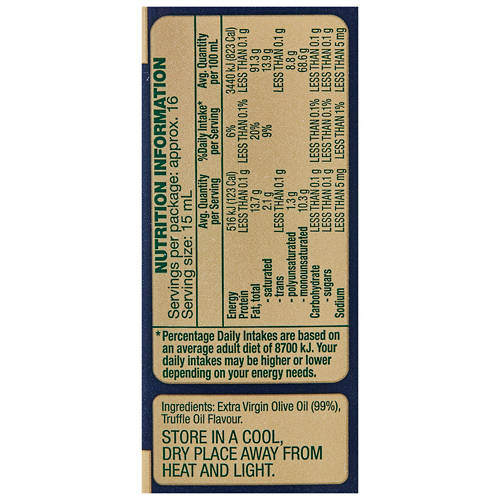 NUTRITION INFORMATION
Servings per package: approx. 16
Serving size: 15 mL
Avg. Quantity per Serving %Daily Intake* per Serving Avg. Quantity per 100 mL
Energy 516 kJ (123 Cal) 6% 3440 kJ (823 Cal)
Protein LESS THAN 0.1 g LESS THAN 0.1% LESS THAN 0.1 g
Fat, total 13.7 g 20% 91.3 g
- saturated 2.1 g 9% 13.9 g
- trans LESS THAN 0.1 g LESS THAN 0.1 g
- polyunsaturated 1.3 g 8.8 g
- monounsaturated 10.3 g 68.6 g
Carbohydrate LESS THAN 0.1 g LESS THAN 0.1% LESS THAN 0.1 g
- sugars LESS THAN 0.1 g LESS THAN 0.1% LESS THAN 0.1 g
Sodium LESS THAN 5 mg LESS THAN 1% LESS THAN 5 mg
*Percentage Daily Intakes are based on
an average adult diet of 8700 kJ. Your
daily intakes may be higher or lower
depending on your energy needs.
Ingredients: Extra Virgin Olive Oil (99%),
Truffle Oil Flavour.
STORE IN A COOL,
DRY PLACE AWAY FROM
HEAT AND LIGHT.